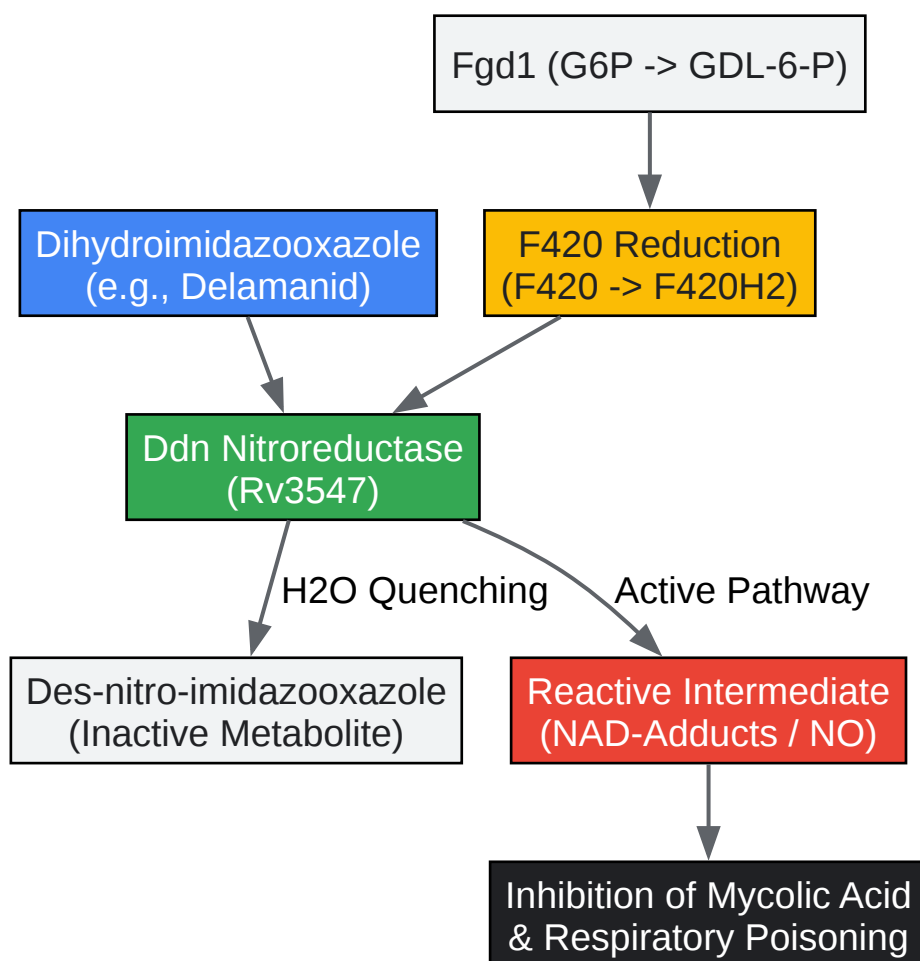 Fgd1 (G6P -> GDL-6-P)
Dihydroimidazooxazole
(e.g., Delamanid)
F420 Reduction
(F420 -> F420H2)
Ddn Nitroreductase
(Rv3547)
H2O Quenching
Active Pathway
Des-nitro-imidazooxazole
(Inactive Metabolite)
Reactive Intermediate
(NAD-Adducts / NO)
Inhibition of Mycolic Acid
& Respiratory Poisoning